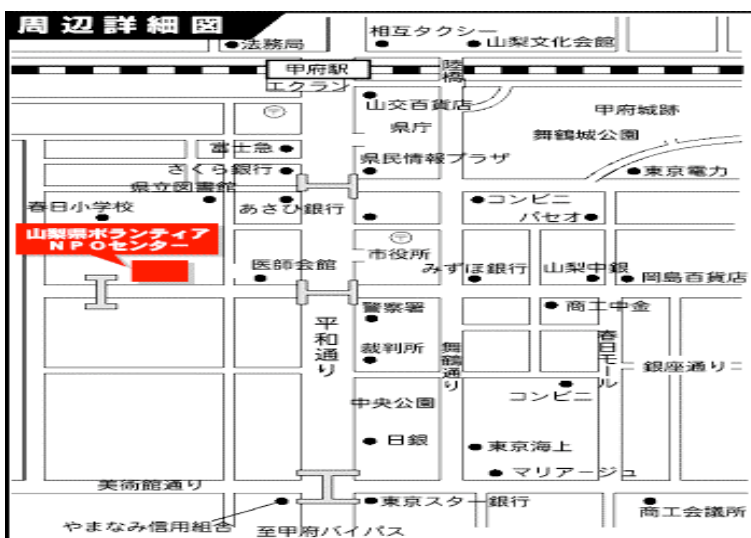 周辺詳細図
法務局
相互タクシー
山梨文化会館
甲府駅
陸橋
エクラン
山交百貨店
甲府城跡
県庁
舞鶴城公園
富士急
さくら銀行
県民情報プラザ
東京電力
県立図書館
春日小学校
あさひ銀行
コンビニ
パセオ
山梨県ボランティア
NPOセンター
市役所
医師会館
みずほ銀行
山梨中銀
岡島百貨店
警察署
商工中金
平和通り
裁判所
舞鶴通り
春日モール
銀座通り
中央公園
コンビニ
日銀
東京海上
マリアージュ
美術館通り
東京スター銀行
商工会議所
やまなみ信用組合
至甲府バイパス